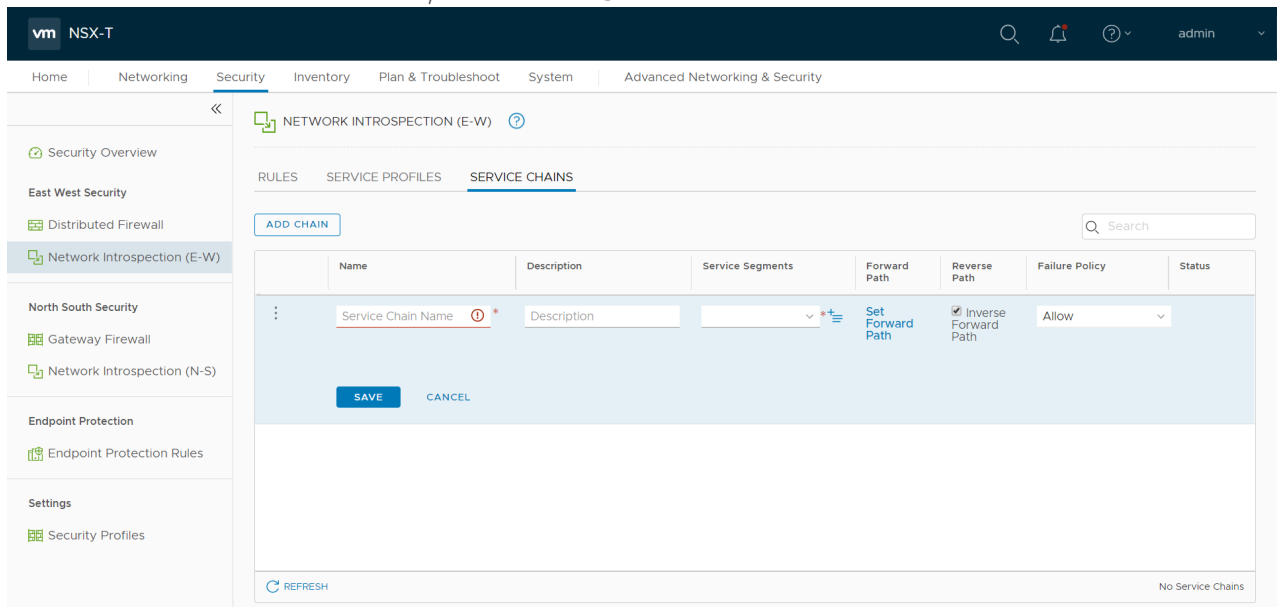 vm NSX-T admin
Home Networking Security Inventory Plan & Troubleshoot System Advanced Networking & Security
NETWORK INTROSPECTION (E-W)
Security Overview
East West Security
Distributed Firewall
Network Introspection (E-W)
North South Security
Gateway Firewall
Network Introspection (N-S)
Endpoint Protection
Endpoint Protection Rules
Settings
Security Profiles
RULES SERVICE PROFILES SERVICE CHAINS
ADD CHAIN
Search
Name Description Service Segments Forward Path Reverse Path Failure Policy Status
Service Chain Name * Description * Set Forward Path Inverse Forward Path Allow
SAVE CANCEL
REFRESH No Service Chains